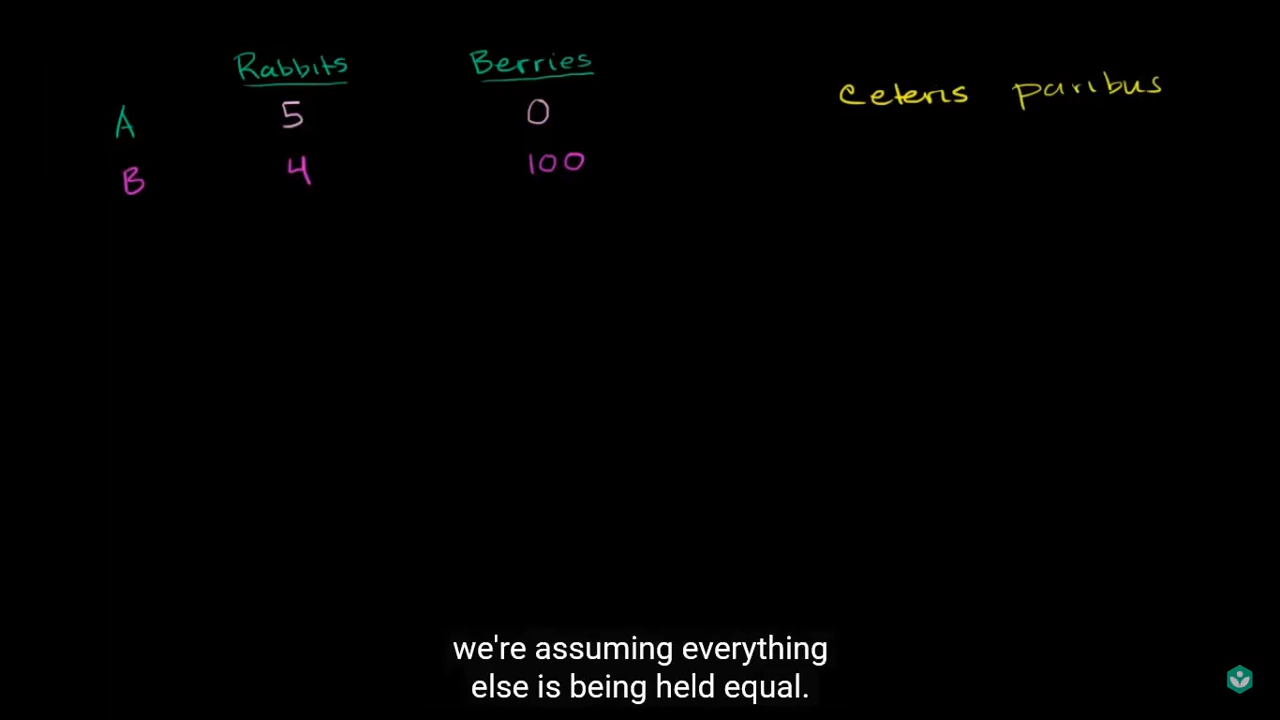 Rabbits Berries
Ceteris paribus
A 5 0
B 4 100
we're assuming everything
else is being held equal.